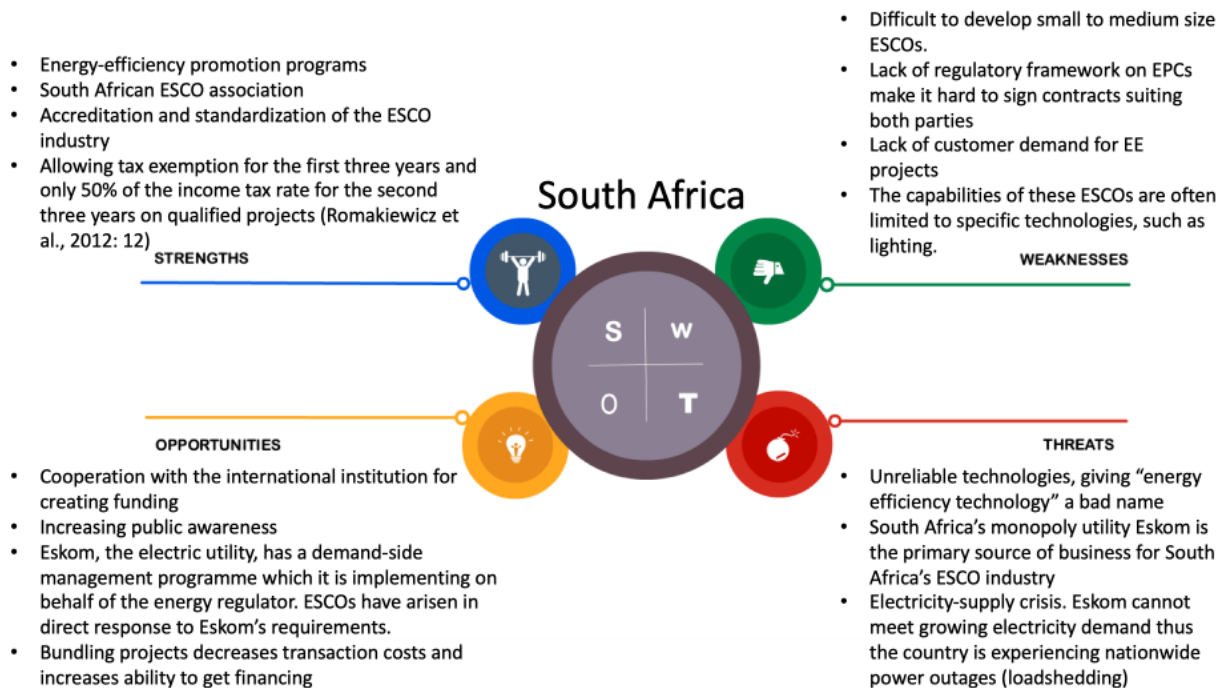 • Energy-efficiency promotion programs
• South African ESCO association
• Accreditation and standardization of the ESCO
industry
• Allowing tax exemption for the first three years and
only 50% of the income tax rate for the second
three years on qualified projects (Romakiewicz et
al., 2012: 12)
STRENGTHS
South Africa
• Difficult to develop small to medium size
ESCOs.
• Lack of regulatory framework on EPCs
make it hard to sign contracts suiting
both parties
• Lack of customer demand for EE
projects
• The capabilities of these ESCOs are often
limited to specific technologies, such as
lighting.
WEAKNESSES
S W
O T
OPPORTUNITIES
• Cooperation with the international institution for
creating funding
• Increasing public awareness
• Eskom, the electric utility, has a demand-side
management programme which it is implementing on
behalf of the energy regulator. ESCOs have arisen in
direct response to Eskom’s requirements.
• Bundling projects decreases transaction costs and
increases ability to get financing
THREATS
• Unreliable technologies, giving “energy
efficiency technology” a bad name
• South Africa’s monopoly utility Eskom is
the primary source of business for South
Africa’s ESCO industry
• Electricity-supply crisis. Eskom cannot
meet growing electricity demand thus
the country is experiencing nationwide
power outages (loadshedding)